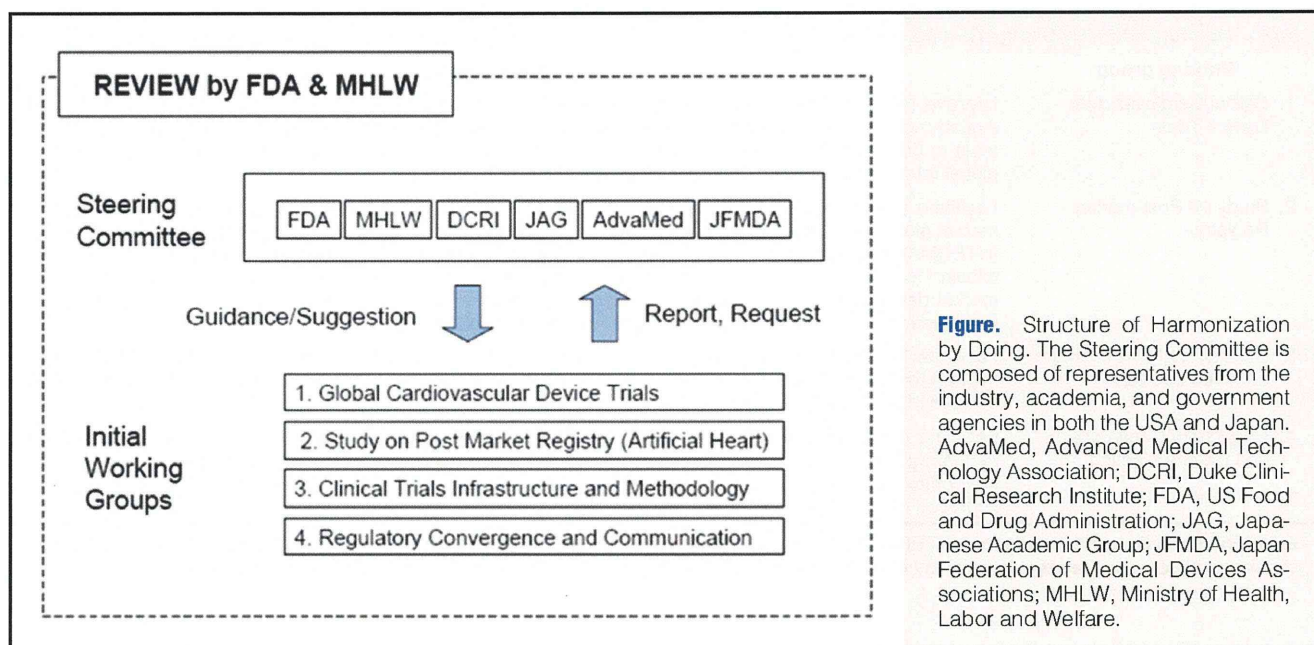 REVIEW by FDA & MHLW
Steering
Committee
FDA MHLW DCRI JAG AdvaMed JFMDA
Guidance/Suggestion
Report, Request
Initial
Working
Groups
1. Global Cardiovascular Device Trials
2. Study on Post Market Registry (Artificial Heart)
3. Clinical Trials Infrastructure and Methodology
4. Regulatory Convergence and Communication
Figure. Structure of Harmonization
by Doing. The Steering Committee is
composed of representatives from the
industry, academia, and government
agencies in both the USA and Japan.
AdvaMed, Advanced Medical Tech-
nology Association; DCRI, Duke Clini-
cal Research Institute; FDA, US Food
and Drug Administration; JAG, Japa-
nese Academic Group; JFMDA, Japan
Federation of Medical Devices As-
sociations; MHLW, Ministry of Health,
Labor and Welfare.